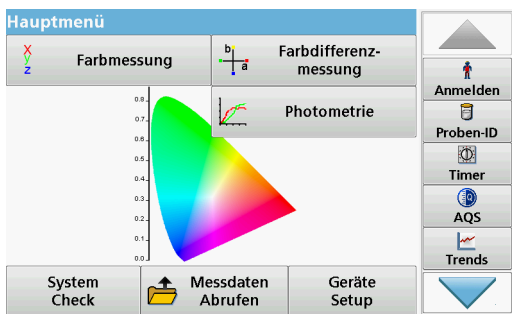 Hauptmenü
X
y
z
Farbmessung
b
a
Farbdifferenz-
messung
Photometrie
0.8
0.7
0.6
0.5
0.4
0.3
0.2
0.1
0.0
System
Check
Messdaten
Abrufen
Geräte
Setup
Anmelden
Proben-ID
Timer
AQS
Trends